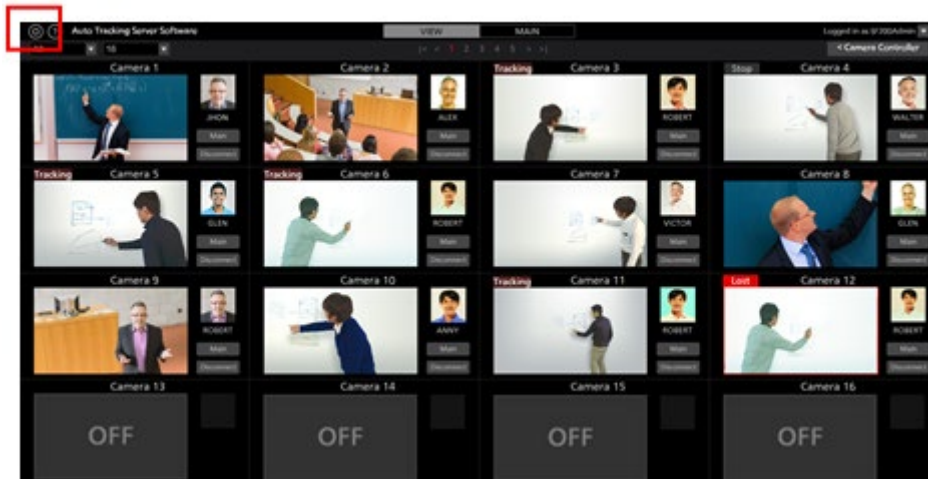 Auto Tracking Server Software
VIEW
MAIN
16
|< < 1 2 3 4 5 > >|
< Camera Controller
Camera 1
JHON
Main
Disconnect
Camera 2
ALEX
Main
Disconnect
Tracking
Camera 3
ROBERT
Main
Disconnect
Stop
Camera 4
WALTER
Main
Disconnect
Tracking
Camera 5
GLEN
Main
Disconnect
Tracking
Camera 6
ROBERT
Main
Disconnect
Camera 7
VICTOR
Main
Disconnect
Camera 8
GLEN
Main
Disconnect
Camera 9
ROBERT
Main
Disconnect
Camera 10
ANNY
Main
Disconnect
Tracking
Camera 11
ROBERT
Main
Disconnect
Lost
Camera 12
ROBERT
Main
Disconnect
Camera 13
OFF
Camera 14
OFF
Camera 15
OFF
Camera 16
OFF